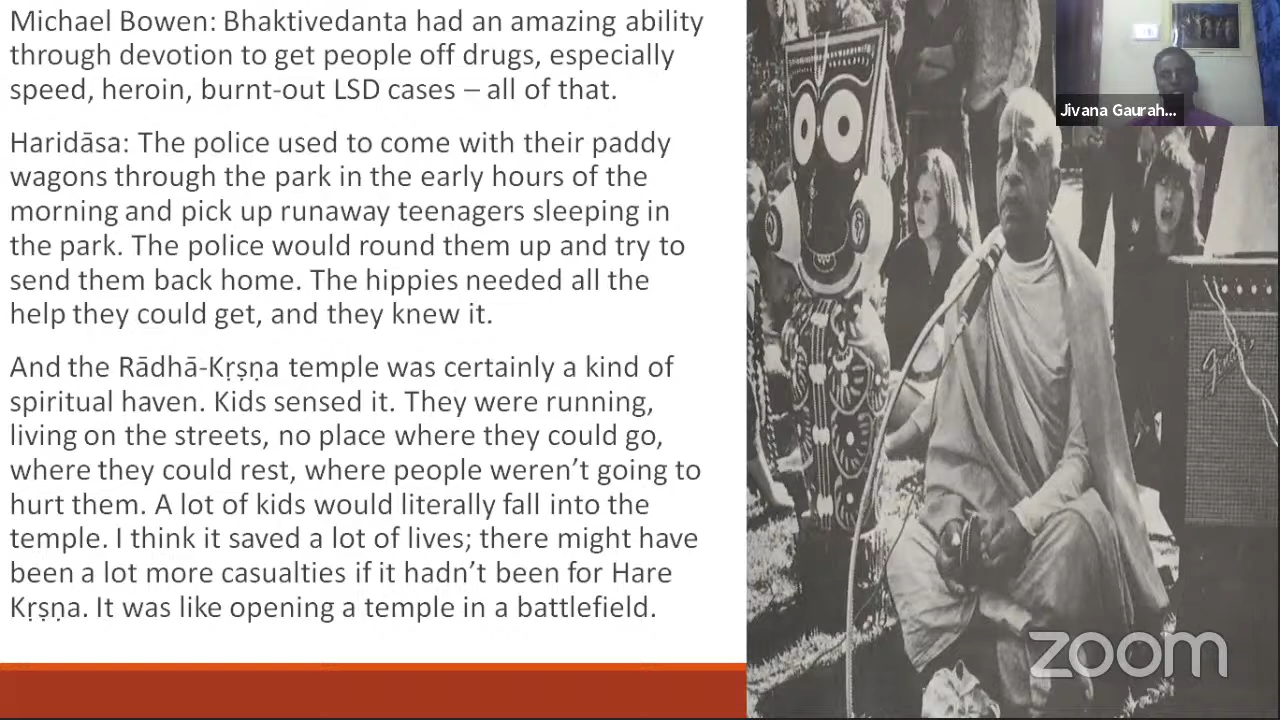 Michael Bowen: Bhaktivedanta had an amazing ability
through devotion to get people off drugs, especially
speed, heroin, burnt-out LSD cases – all of that.
Haridāsa: The police used to come with their paddy
wagons through the park in the early hours of the
morning and pick up runaway teenagers sleeping in
the park. The police would round them up and try to
send them back home. The hippies needed all the
help they could get, and they knew it.
And the Rādhā-Kṛṣṇa temple was certainly a kind of
spiritual haven. Kids sensed it. They were running,
living on the streets, no place where they could go,
where they could rest, where people weren’t going to
hurt them. A lot of kids would literally fall into the
temple. I think it saved a lot of lives; there might have
been a lot more casualties if it hadn’t been for Hare
Kṛṣṇa. It was like opening a temple in a battlefield.
Jivana Gaurah...
Fender
zoom